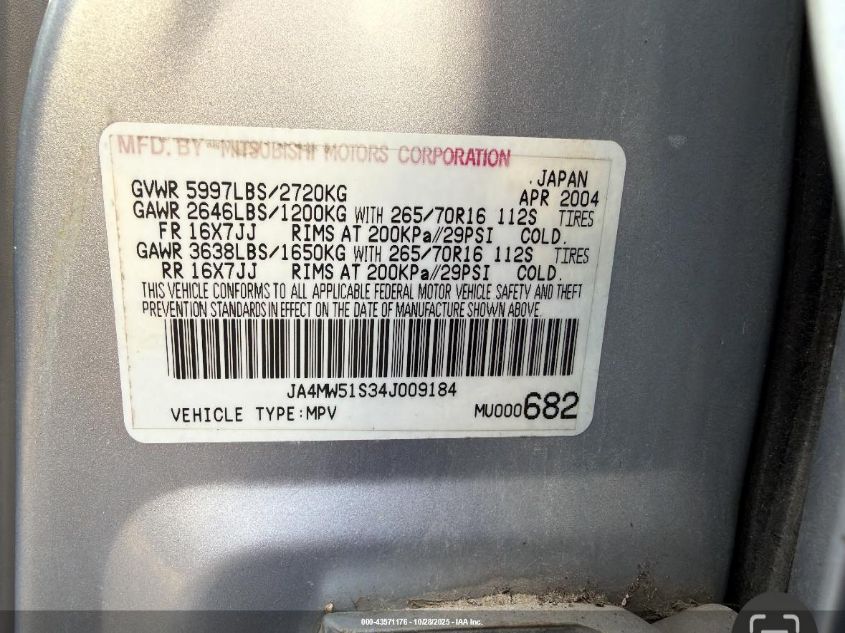 MFD. BY MITSUBISHI MOTORS CORPORATION
JAPAN
GVWR 5997LBS/2720KG APR 2004
GAWR 2646LBS/1200KG WITH 265/70R16 112S TIRES
FR 16X7JJ RIMS AT 200KPa//29PSI COLD.
GAWR 3638LBS/1650KG WITH 265/70R16 112S TIRES
RR 16X7JJ RIMS AT 200KPa//29PSI COLD.
THIS VEHICLE CONFORMS TO ALL APPLICABLE FEDERAL MOTOR VEHICLE SAFETY AND THEFT
PREVENTION STANDARDS IN EFFECT ON THE DATE OF MANUFACTURE SHOWN ABOVE.
JA4MW51S34J009184
VEHICLE TYPE:MPV MU000682
000-43571176 - 10/28/2025 - IAA Inc.